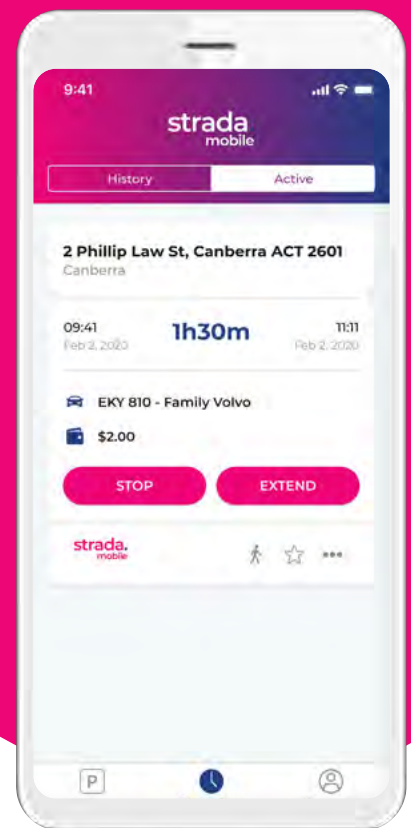 9:41
strada
mobile
History Active
2 Phillip Law St, Canberra ACT 2601
Canberra
09:41 1h30m 11:11
Feb 2, 2020 Feb 2, 2020
EKY 810 - Family Volvo
$2.00
STOP EXTEND
strada.
mobile
P